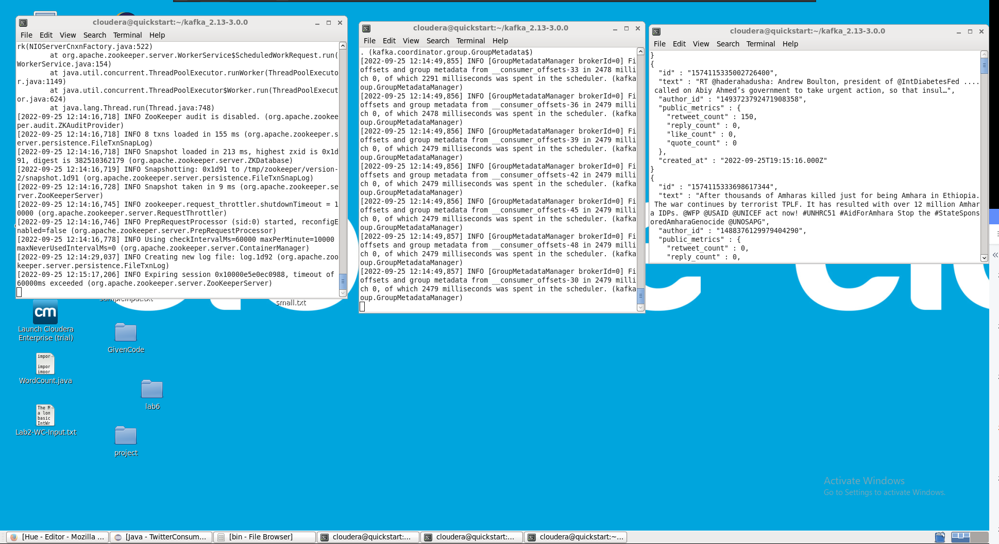 cloudera@quickstart:~/kafka_2.13-3.0.0
File Edit View Search Terminal Help
rk(NIOServerCnxnFactory.java:522)
        at org.apache.zookeeper.server.WorkerService$ScheduledWorkRequest.run(
WorkerService.java:154)
        at java.util.concurrent.ThreadPoolExecutor.runWorker(ThreadPoolExecuto
r.java:1149)
        at java.util.concurrent.ThreadPoolExecutor$Worker.run(ThreadPoolExecut
or.java:624)
        at java.lang.Thread.run(Thread.java:748)
[2022-09-25 12:14:16,718] INFO ZooKeeper audit is disabled. (org.apache.zookee
per.audit.ZKAuditProvider)
[2022-09-25 12:14:16,718] INFO 8 txns loaded in 155 ms (org.apache.zookeeper.s
erver.persistence.FileTxnSnapLog)
[2022-09-25 12:14:16,718] INFO Snapshot loaded in 213 ms, highest zxid is 0x1d
91, digest is 382510362179 (org.apache.zookeeper.server.ZKDatabase)
[2022-09-25 12:14:16,719] INFO Snapshotting: 0x1d91 to /tmp/zookeeper/version-
2/snapshot.1d91 (org.apache.zookeeper.server.persistence.FileTxnSnapLog)
[2022-09-25 12:14:16,728] INFO Snapshot taken in 9 ms (org.apache.zookeeper.se
rver.ZooKeeperServer)
[2022-09-25 12:14:16,745] INFO zookeeper.request_throttler.shutdownTimeout = 1
0000 (org.apache.zookeeper.server.RequestThrottler)
[2022-09-25 12:14:16,746] INFO PrepRequestProcessor (sid:0) started, reconfigE
nabled=false (org.apache.zookeeper.server.PrepRequestProcessor)
[2022-09-25 12:14:16,778] INFO Using checkIntervalMs=60000 maxPerMinute=10000
maxNeverUsedIntervalMs=0 (org.apache.zookeeper.server.ContainerManager)
[2022-09-25 12:14:29,037] INFO Creating new log file: log.1d92 (org.apache.zoo
keeper.server.persistence.FileTxnLog)
[2022-09-25 12:15:17,206] INFO Expiring session 0x10000e5e0ec0988, timeout of
60000ms exceeded (org.apache.zookeeper.server.ZooKeeperServer)
cloudera@quickstart:~/kafka_2.13-3.0.0
File Edit View Search Terminal Help
. (kafka.coordinator.group.GroupMetadata$)
[2022-09-25 12:14:49,855] INFO [GroupMetadataManager brokerId=0] Fi
offsets and group metadata from __consumer_offsets-33 in 2478 milli
ch 0, of which 2291 milliseconds was spent in the scheduler. (kafka
oup.GroupMetadataManager)
[2022-09-25 12:14:49,856] INFO [GroupMetadataManager brokerId=0] Fi
offsets and group metadata from __consumer_offsets-36 in 2479 milli
ch 0, of which 2478 milliseconds was spent in the scheduler. (kafka
oup.GroupMetadataManager)
[2022-09-25 12:14:49,856] INFO [GroupMetadataManager brokerId=0] Fi
offsets and group metadata from __consumer_offsets-39 in 2479 milli
ch 0, of which 2479 milliseconds was spent in the scheduler. (kafka
oup.GroupMetadataManager)
[2022-09-25 12:14:49,856] INFO [GroupMetadataManager brokerId=0] Fi
offsets and group metadata from __consumer_offsets-42 in 2479 milli
ch 0, of which 2479 milliseconds was spent in the scheduler. (kafka
oup.GroupMetadataManager)
[2022-09-25 12:14:49,856] INFO [GroupMetadataManager brokerId=0] Fi
offsets and group metadata from __consumer_offsets-45 in 2479 milli
ch 0, of which 2479 milliseconds was spent in the scheduler. (kafka
oup.GroupMetadataManager)
[2022-09-25 12:14:49,857] INFO [GroupMetadataManager brokerId=0] Fi
offsets and group metadata from __consumer_offsets-48 in 2479 milli
ch 0, of which 2479 milliseconds was spent in the scheduler. (kafka
oup.GroupMetadataManager)
[2022-09-25 12:14:49,857] INFO [GroupMetadataManager brokerId=0] Fi
offsets and group metadata from __consumer_offsets-30 in 2479 milli
ch 0, of which 2479 milliseconds was spent in the scheduler. (kafka
oup.GroupMetadataManager)
cloudera@quickstart:~/kafka_2.13-3.0.0
File Edit View Search Terminal Help
}
{
  "id" : "1574115335002726400",
  "text" : "RT @haderahadusha: Andrew Boulton, president of @IntDiabetesFed ....
 called on Abiy Ahmed’s government to take urgent action, so that insul…",
  "author_id" : "1493723792471908358",
  "public_metrics" : {
    "retweet_count" : 150,
    "reply_count" : 0,
    "like_count" : 0,
    "quote_count" : 0
  },
  "created_at" : "2022-09-25T19:15:16.000Z"
}
{
  "id" : "1574115333698617344",
  "text" : "After thousands of Amharas killed just for being Amhara in Ethiopia.
 The war continues by terrorist TPLF. It has resulted with over 12 million Amhar
a IDPs. @WFP @USAID @UNICEF act now! #UNHRC51 #AidForAmhara Stop the #StateSpons
oredAmharaGenocide @UNOSAPG",
  "author_id" : "1488376129979404290",
  "public_metrics" : {
    "retweet_count" : 0,
    "reply_count" : 0,
sampleinput.txt
small.txt
cm
Launch Cloudera
Enterprise (trial)
GivenCode
impor
impor
impor
WordCount.java
lab6
The M
a lon
basic
IntWr
Lab2-WC-Input.txt
project
Activate Windows
Go to Settings to activate Windows.
[Hue - Editor - Mozilla ...
[Java - TwitterConsum...
[bin - File Browser]
cloudera@quickstart:...
cloudera@quickstart:...
cloudera@quickstart:~...